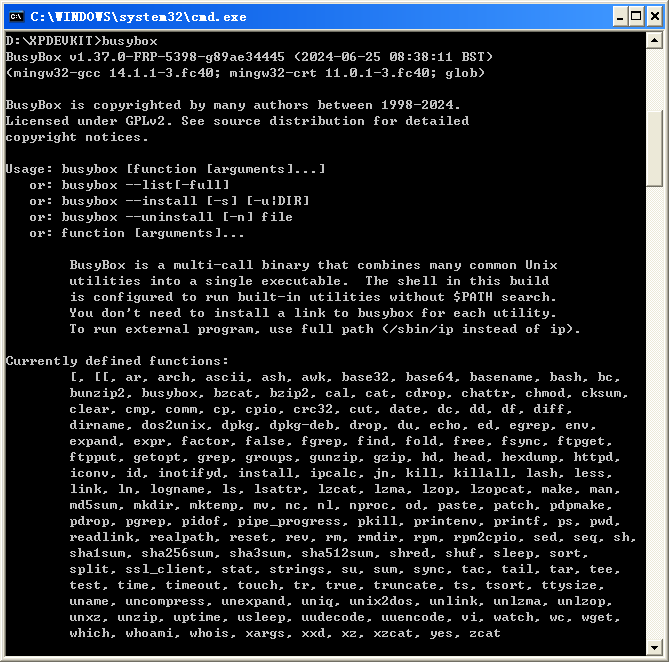 C:\WINDOWS\system32\cmd.exe
D:\XPDEVKIT>busybox
BusyBox v1.37.0-FRP-5398-g89ae34445 (2024-06-25 08:38:11 BST)
(mingw32-gcc 14.1.1-3.fc40; mingw32-crt 11.0.1-3.fc40; glob)
BusyBox is copyrighted by many authors between 1998-2024.
Licensed under GPLv2. See source distribution for detailed
copyright notices.
Usage: busybox [function [arguments]...]
or: busybox --list[-full]
or: busybox --install [-s] [-u|DIR]
or: busybox --uninstall [-n] file
or: function [arguments]...
BusyBox is a multi-call binary that combines many common Unix
utilities into a single executable.  The shell in this build
is configured to run built-in utilities without $PATH search.
You don't need to install a link to busybox for each utility.
To run external program, use full path (/sbin/ip instead of ip).
Currently defined functions:
[, [[, ar, arch, ascii, ash, awk, base32, base64, basename, bash, bc,
bunzip2, busybox, bzcat, bzip2, cal, cat, cdrop, chattr, chmod, cksum,
clear, cmp, comm, cp, cpio, crc32, cut, date, dc, dd, df, diff,
dirname, dos2unix, dpkg, dpkg-deb, drop, du, echo, ed, egrep, env,
expand, expr, factor, false, fgrep, find, fold, free, fsync, ftpget,
ftpput, getopt, grep, groups, gunzip, gzip, hd, head, hexdump, httpd,
iconv, id, inotifyd, install, ipcalc, jn, kill, killall, lash, less,
link, ln, logname, ls, lsattr, lzcat, lzma, lzop, lzopcat, make, man,
md5sum, mkdir, mktemp, mv, nc, nl, nproc, od, paste, patch, pdpmake,
pdrop, pgrep, pidof, pipe_progress, pkill, printenv, printf, ps, pwd,
readlink, realpath, reset, rev, rm, rmdir, rpm, rpm2cpio, sed, seq, sh,
sha1sum, sha256sum, sha3sum, sha512sum, shred, shuf, sleep, sort,
split, ssl_client, stat, strings, su, sum, sync, tac, tail, tar, tee,
test, time, timeout, touch, tr, true, truncate, ts, tsort, ttysize,
uname, uncompress, unexpand, uniq, unix2dos, unlink, unlzma, unlzop,
unxz, unzip, uptime, usleep, uudecode, uuencode, vi, watch, wc, wget,
which, whoami, whois, xargs, xxd, xz, xzcat, yes, zcat